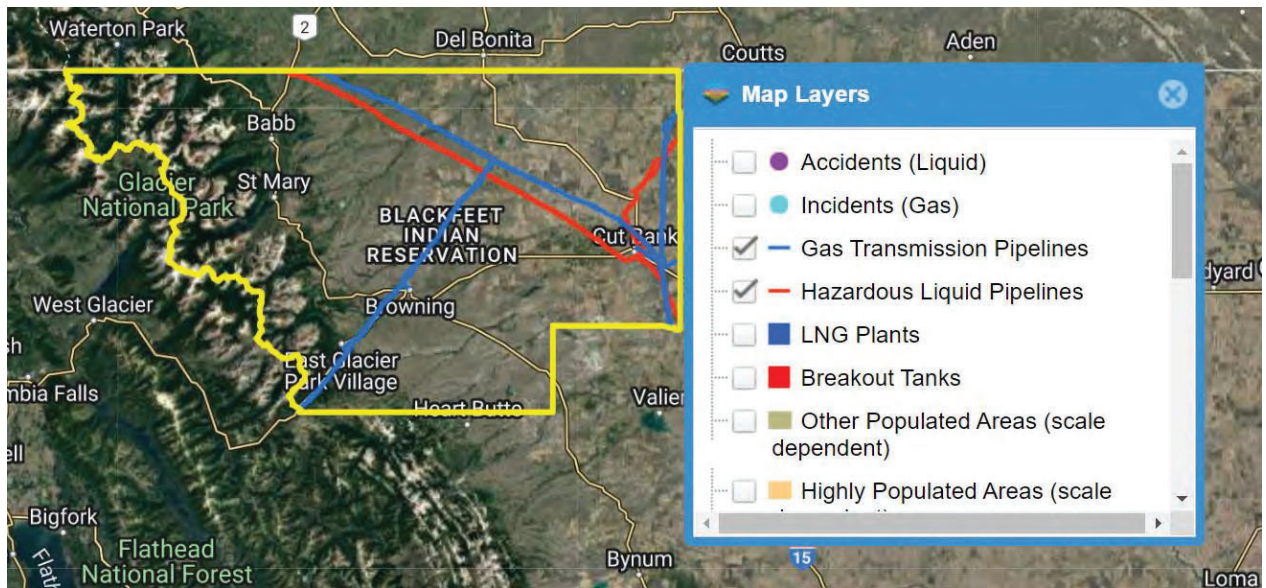 Waterton Park
2
Del Bonita
Coutts
Aden
Babb
Glacier
National Park
St Mary
BLACKFEET
INDIAN
RESERVATION
Cut Bank
West Glacier
Browning
East Glacier
Park Village
mbia Falls
Heart Butte
Valier
ell
Bigfork
Flathead
National Forest
Flath
Bynum
15
Loma
dyard
Map Layers
Accidents (Liquid)
Incidents (Gas)
Gas Transmission Pipelines
Hazardous Liquid Pipelines
LNG Plants
Breakout Tanks
Other Populated Areas (scale
dependent)
Highly Populated Areas (scale